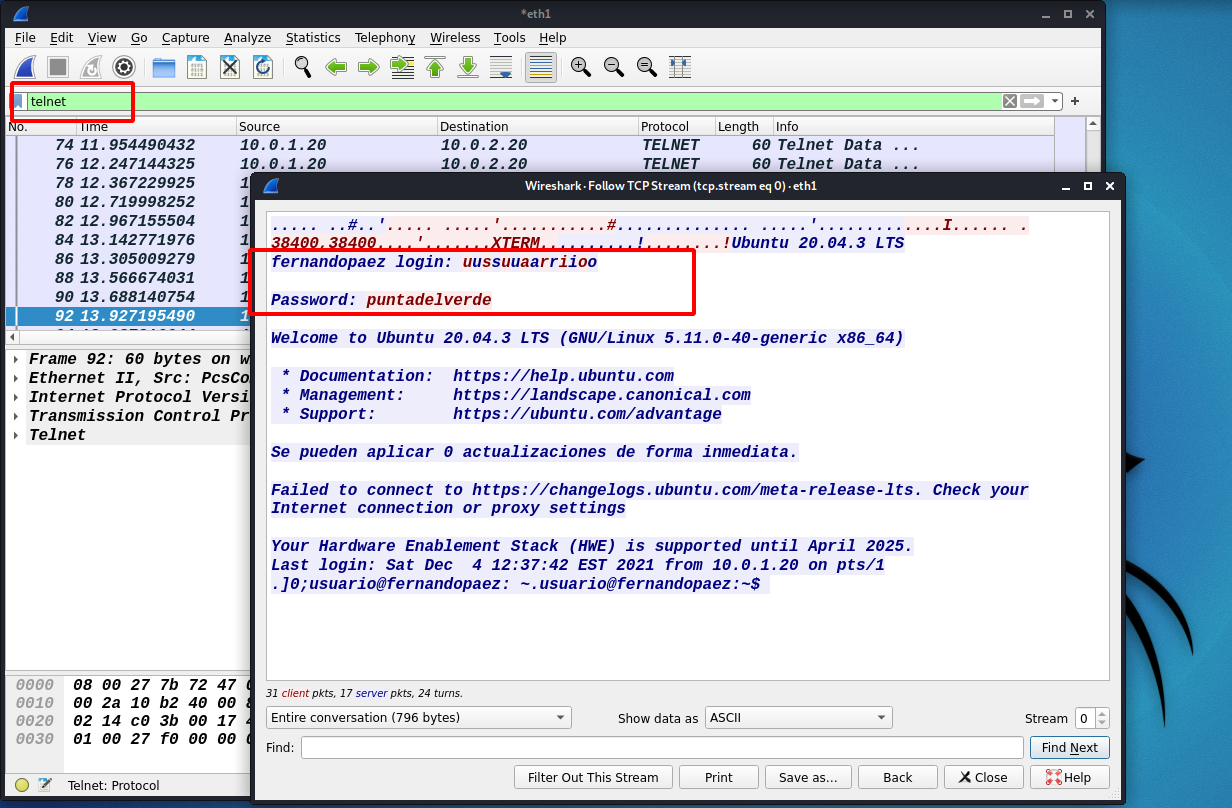 *eth1
File Edit View Go Capture Analyze Statistics Telephony Wireless Tools Help
telnet
No. Time Source Destination Protocol Length Info
74 11.954490432 10.0.1.20 10.0.2.20 TELNET 60 Telnet Data ...
76 12.247144325 10.0.1.20 10.0.2.20 TELNET 60 Telnet Data ...
78 12.367229925 1
80 12.719998252 1
82 12.967155504 1
84 13.142771976 1
86 13.305009279 1
88 13.566674031 1
90 13.688140754 1
92 13.927195490 1
Frame 92: 60 bytes on w
Ethernet II, Src: PcsCo
Internet Protocol Versi
Transmission Control Pr
Telnet
0000 08 00 27 7b 72 47
0010 00 2a 10 b2 40 00
0020 02 14 c0 3b 00 17
0030 01 00 27 f0 00 00
Telnet: Protocol
Wireshark · Follow TCP Stream (tcp.stream eq 0) · eth1
..... ..#..'..... .....'...........#.............. .....'..............I...... .
38400,38400....'.......XTERM..........!........!Ubuntu 20.04.3 LTS
fernandopaez login: uussuuaarriioo
Password: puntadelverde
Welcome to Ubuntu 20.04.3 LTS (GNU/Linux 5.11.0-40-generic x86_64)
* Documentation: https://help.ubuntu.com
* Management: https://landscape.canonical.com
* Support: https://ubuntu.com/advantage
Se pueden aplicar 0 actualizaciones de forma inmediata.
Failed to connect to https://changelogs.ubuntu.com/meta-release-lts. Check your
Internet connection or proxy settings
Your Hardware Enablement Stack (HWE) is supported until April 2025.
Last login: Sat Dec  4 12:37:42 EST 2021 from 10.0.1.20 on pts/1
.]0;usuario@fernandopaez: ~.usuario@fernandopaez:~$
31 client pkts, 17 server pkts, 24 turns.
Entire conversation (796 bytes) Show data as ASCII Stream 0
Find: Find Next
Filter Out This Stream Print Save as... Back Close Help